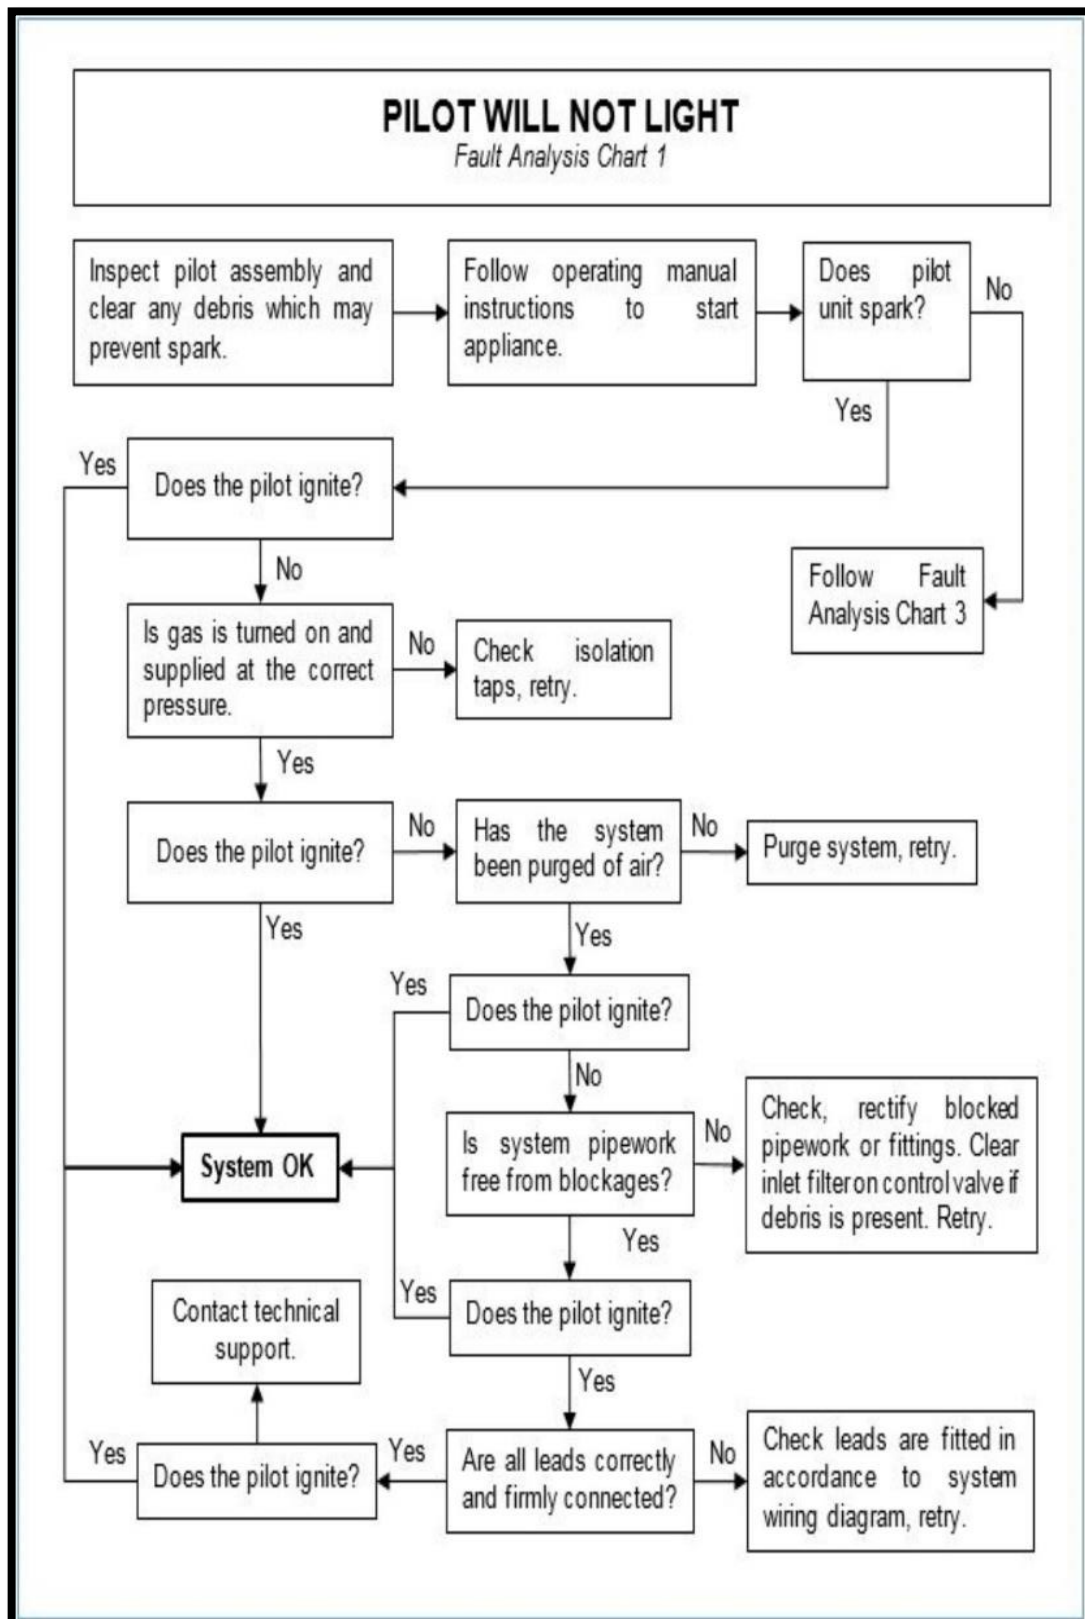 PILOT WILL NOT LIGHT
Fault Analysis Chart 1
Inspect pilot assembly and
clear any debris which may
prevent spark.
Follow operating manual
instructions to start
appliance.
Does pilot
unit spark?
No
Yes
Yes
Does the pilot ignite?
No
Follow Fault
Analysis Chart 3
Is gas is turned on and
supplied at the correct
pressure.
No
Check isolation
taps, retry.
Yes
Does the pilot ignite?
No
Has the system
been purged of air?
No
Purge system, retry.
Yes
Yes
Yes
Does the pilot ignite?
No
System OK
Is system pipework
free from blockages?
No
Check, rectify blocked
pipework or fittings. Clear
inlet filter on control valve if
debris is present. Retry.
Yes
Yes
Does the pilot ignite?
Contact technical
support.
Yes
Yes
Does the pilot ignite?
Yes
Are all leads correctly
and firmly connected?
No
Check leads are fitted in
accordance to system
wiring diagram, retry.